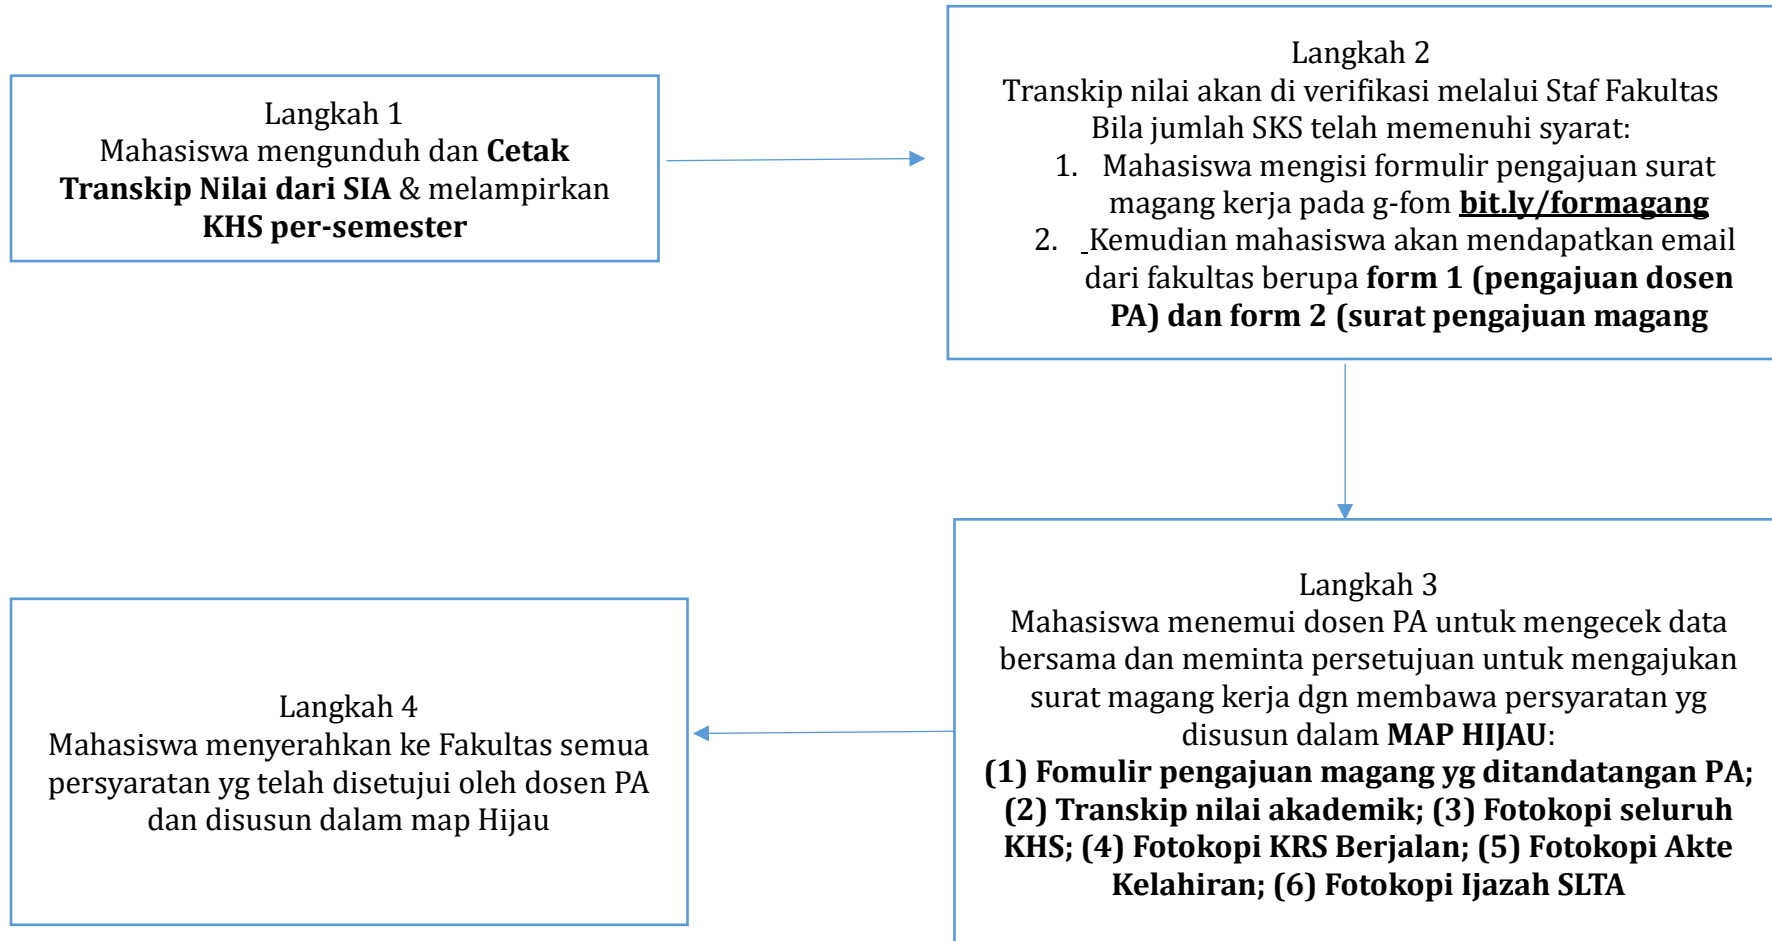 Langkah 1
Mahasiswa mengunduh dan Cetak
Transkip Nilai dari SIA & melampirkan
KHS per-semester
Langkah 2
Transkip nilai akan di verifikasi melalui Staf Fakultas
Bila jumlah SKS telah memenuhi syarat:
1. Mahasiswa mengisi formulir pengajuan surat
magang kerja pada g-fom bit.ly/formagang
2. Kemudian mahasiswa akan mendapatkan email
dari fakultas berupa form 1 (pengajuan dosen
PA) dan form 2 (surat pengajuan magang
Langkah 3
Mahasiswa menemui dosen PA untuk mengecek data
bersama dan meminta persetujuan untuk mengajukan
surat magang kerja dgn membawa persyaratan yg
disusun dalam MAP HIJAU:
(1) Fomulir pengajuan magang yg ditandatangan PA;
(2) Transkip nilai akademik; (3) Fotokopi seluruh
KHS; (4) Fotokopi KRS Berjalan; (5) Fotokopi Akte
Kelahiran; (6) Fotokopi Ijazah SLTA
Langkah 4
Mahasiswa menyerahkan ke Fakultas semua
persyaratan yg telah disetujui oleh dosen PA
dan disusun dalam map Hijau